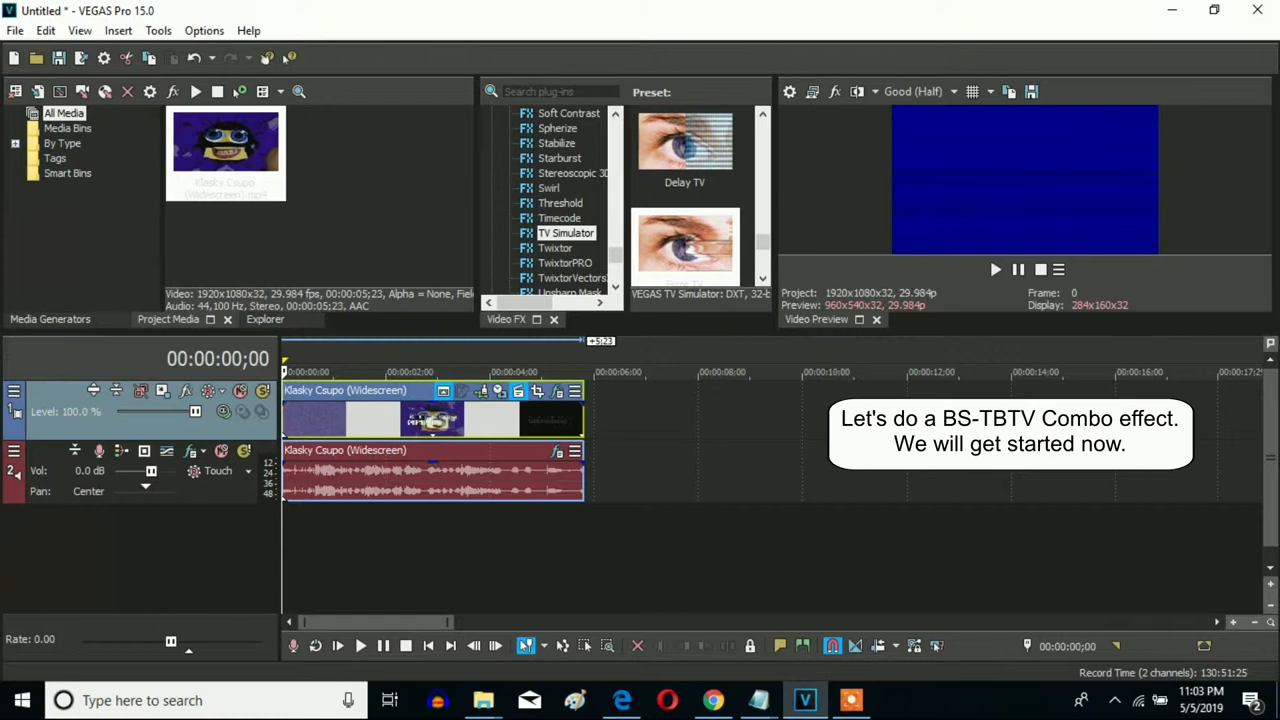 Untitled * - VEGAS Pro 15.0
File Edit View Insert Tools Options Help
All Media
Media Bins
By Type
Tags
Smart Bins
Klasky Csupo
(Widescreen).mp4
Video: 1920x1080x32, 29.984 fps, 00:00:05;23, Alpha = None, Fiel
Audio: 44,100 Hz, Stereo, 00:00:05;23, AAC
Media Generators Project Media Explorer
Search plug-ins
FX Soft Contrast
FX Spherize
FX Stabilize
FX Starburst
FX Stereoscopic 3D
FX Swirl
FX Threshold
FX Timecode
FX TV Simulator
FX Twixtor
FX TwixtorPRO
FX TwixtorVectors
FX Unsharp Mask
Video FX
Preset:
Delay TV
VEGAS TV Simulator: DXT, 32-b
Good (Half)
Project: 1920x1080x32, 29.984p
Preview: 960x540x32, 29.984p
Frame: 0
Display: 284x160x32
Video Preview
00:00:00;00
+5;23
00:00:00;00 00:00:02;00 00:00:04;00 00:00:06;00 00:00:08;00 00:00:10;00 00:00:12;00 00:00:14;00 00:00:16;00 00:00:17;29
1
Level: 100.0 %
Klasky Csupo (Widescreen)
2
Vol: 0.0 dB Touch
Pan: Center
12
24
36
48
Klasky Csupo (Widescreen)
Let's do a BS-TBTV Combo effect.
We will get started now.
Rate: 0.00
00:00:00;00
Record Time (2 channels): 130:51:25
Type here to search
11:03 PM
5/5/2019
2